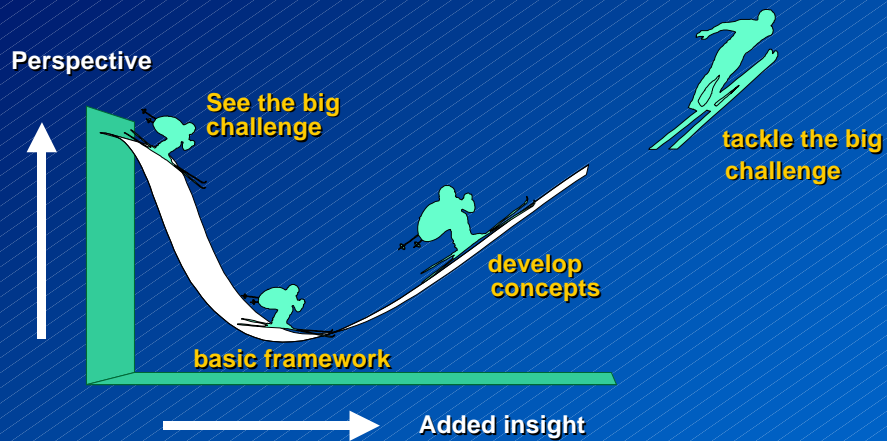 Perspective
See the big
challenge
tackle the big
challenge
develop
concepts
basic framework
Added insight